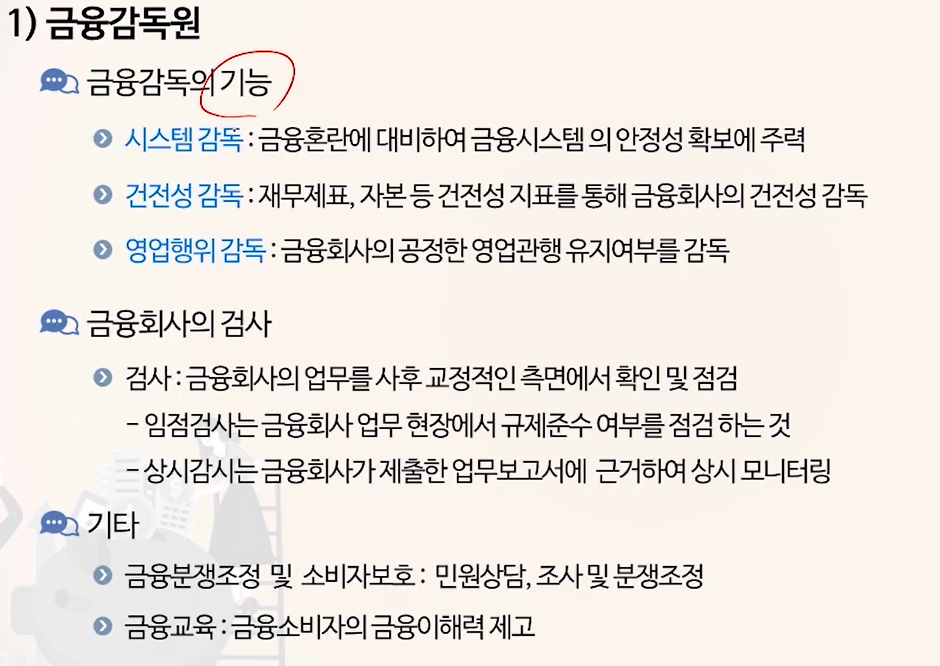 1) 금융감독원
금융감독의 기능
시스템 감독 : 금융혼란에 대비하여 금융시스템 의 안정성 확보에 주력
건전성 감독 : 재무제표, 자본 등 건전성 지표를 통해 금융회사의 건전성 감독
영업행위 감독 : 금융회사의 공정한 영업관행 유지여부를 감독
금융회사의 검사
검사 : 금융회사의 업무를 사후 교정적인 측면에서 확인 및 점검
- 임점검사는 금융회사 업무 현장에서 규제준수 여부를 점검 하는 것
- 상시감시는 금융회사가 제출한 업무보고서에 근거하여 상시 모니터링
기타
금융분쟁조정 및 소비자보호 : 민원상담, 조사 및 분쟁조정
금융교육 : 금융소비자의 금융이해력 제고